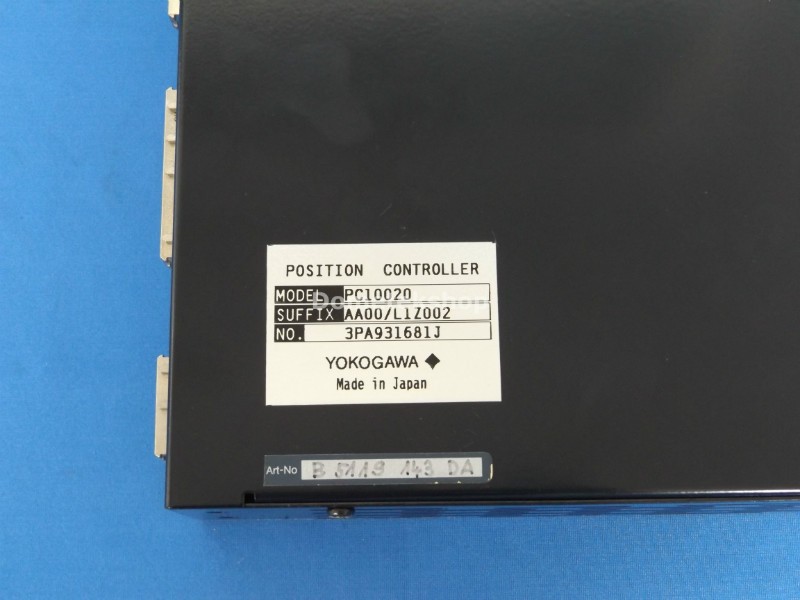 POSITION CONTROLLER
MODEL PC10020
SUFFIX AA00/L1Z002
NO. 3PA931681J
YOKOGAWA
Made in Japan
Art-No B 5119 143 DA